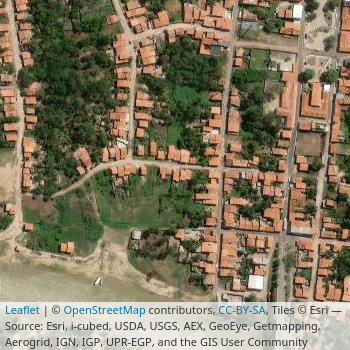 Leaflet | © OpenStreetMap contributors, CC-BY-SA, Tiles © Esri —
Source: Esri, i-cubed, USDA, USGS, AEX, GeoEye, Getmapping,
Aerogrid, IGN, IGP, UPR-EGP, and the GIS User Community